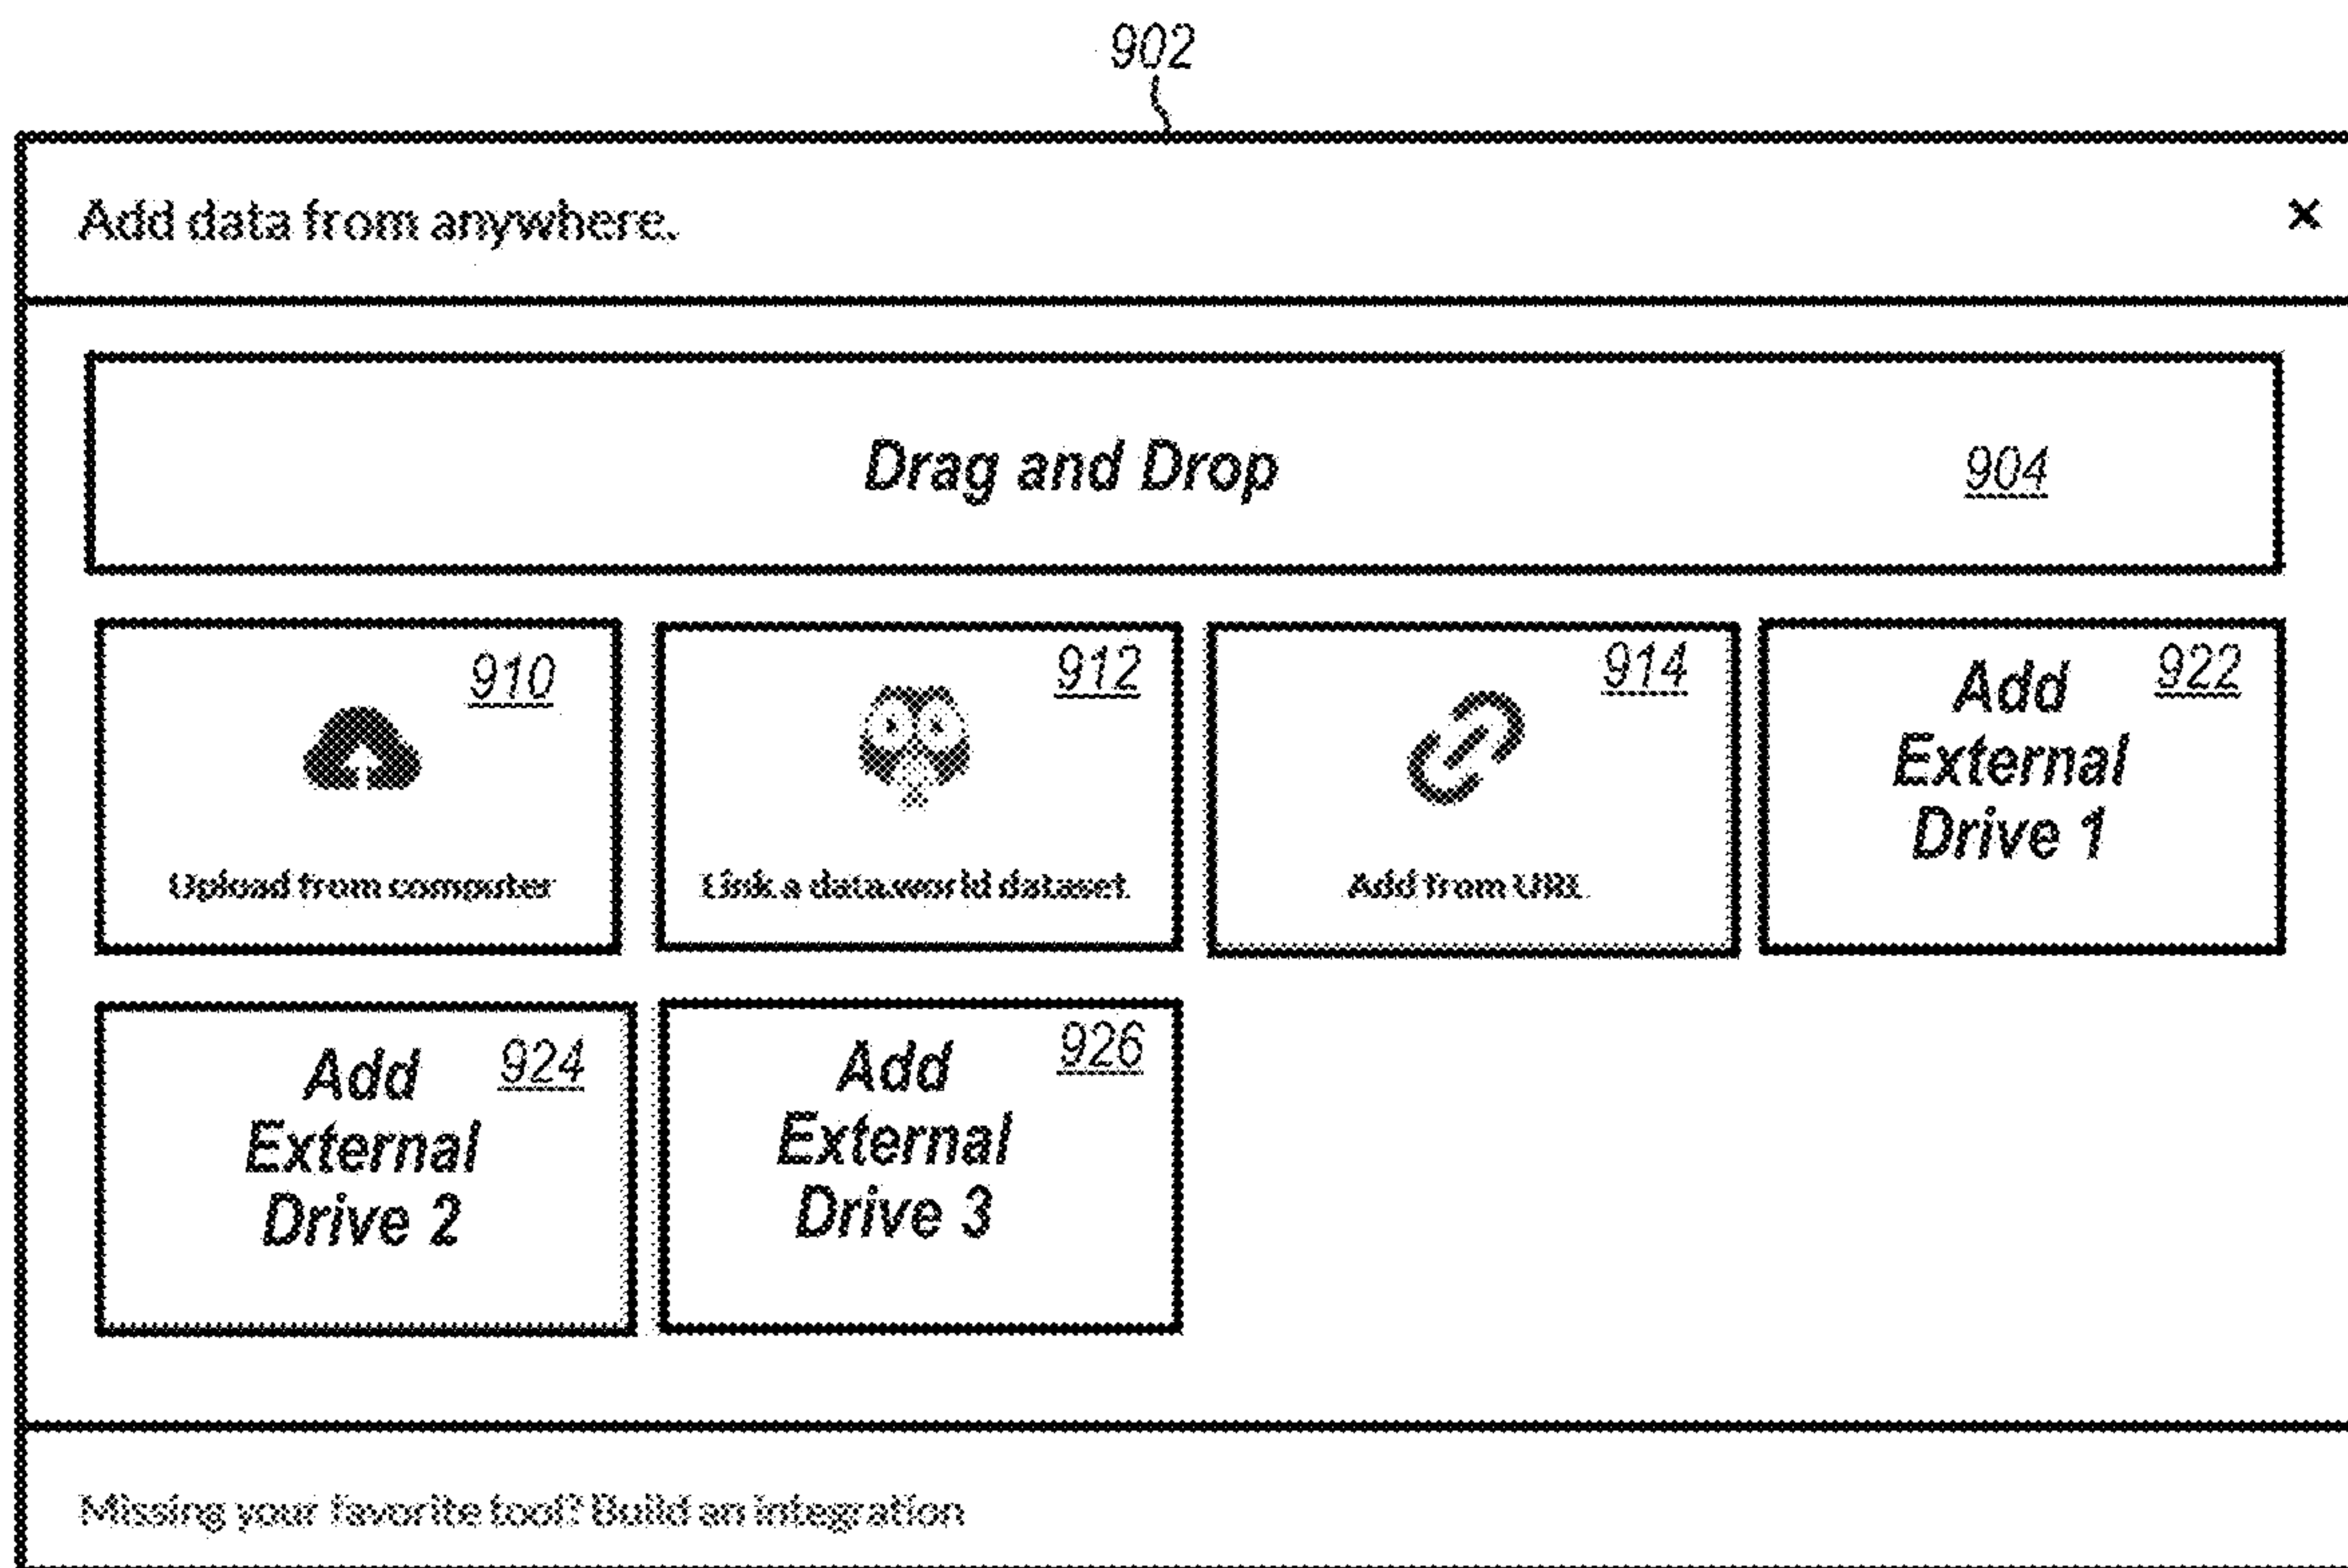 902
Add data from anywhere.
×
Drag and Drop
904
910
Upload from computer
912
Link a data.world dataset
914
Add from URL
922
Add
External
Drive 1
924
Add
External
Drive 2
926
Add
External
Drive 3
Missing your favorite tool? Build an integration